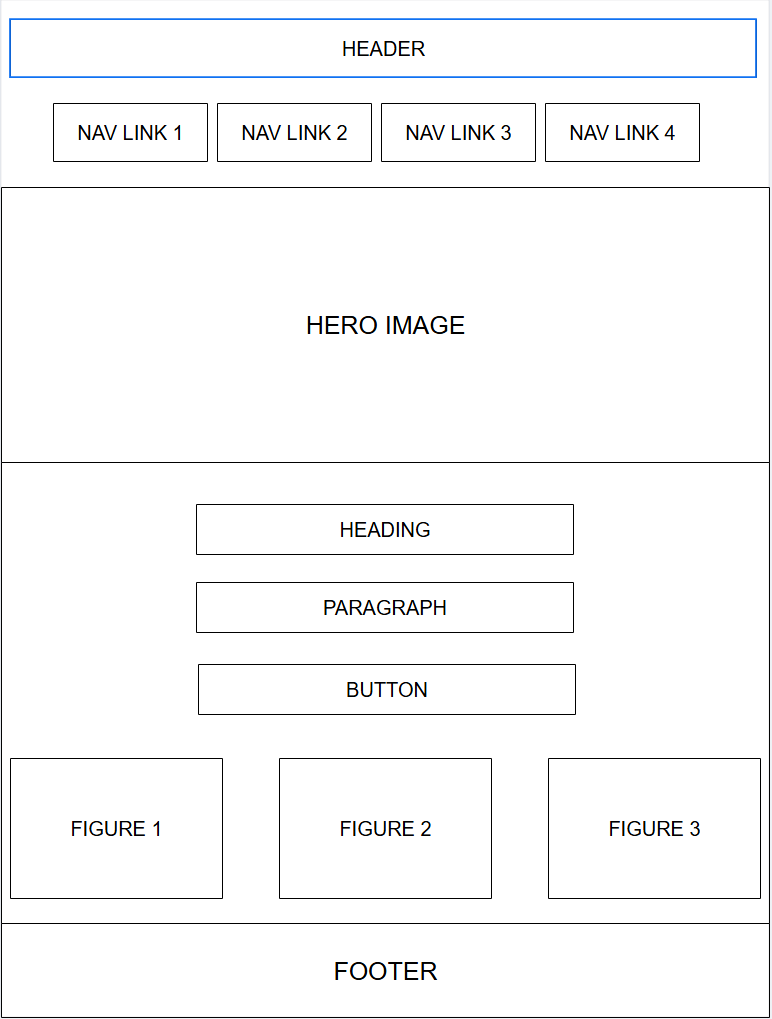 HEADER
NAV LINK 1
NAV LINK 2
NAV LINK 3
NAV LINK 4
HERO IMAGE
HEADING
PARAGRAPH
BUTTON
FIGURE 1
FIGURE 2
FIGURE 3
FOOTER